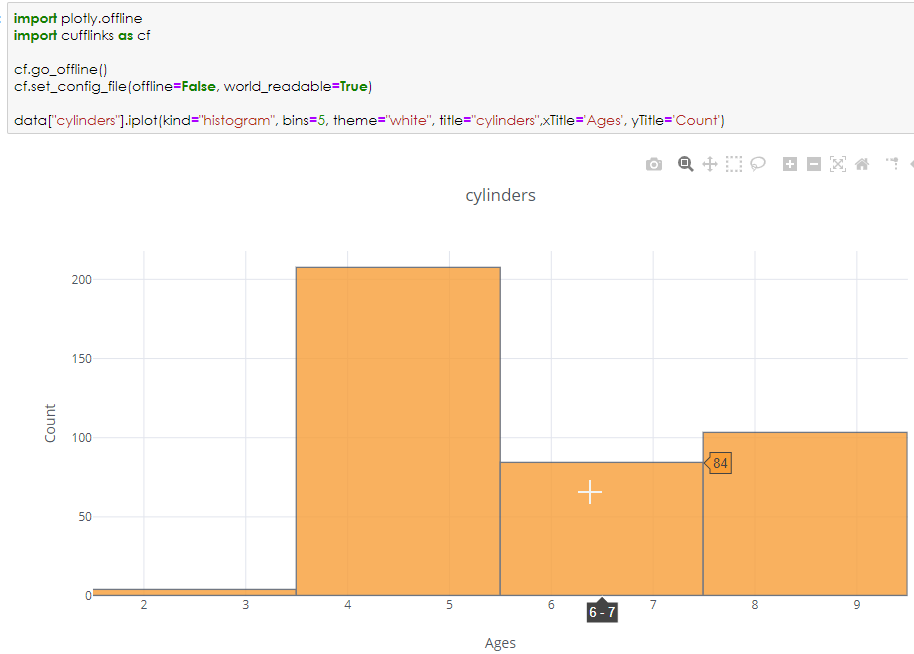 import plotly.offline
import cufflinks as cf
cf.go_offline()
cf.set_config_file(offline=False, world_readable=True)
data["cylinders"].iplot(kind="histogram", bins=5, theme="white", title="cylinders",xTitle='Ages', yTitle='Count')
cylinders
200
150
100
50
0
Count
84
2 3 4 5 6 7 8 9
6 - 7
Ages